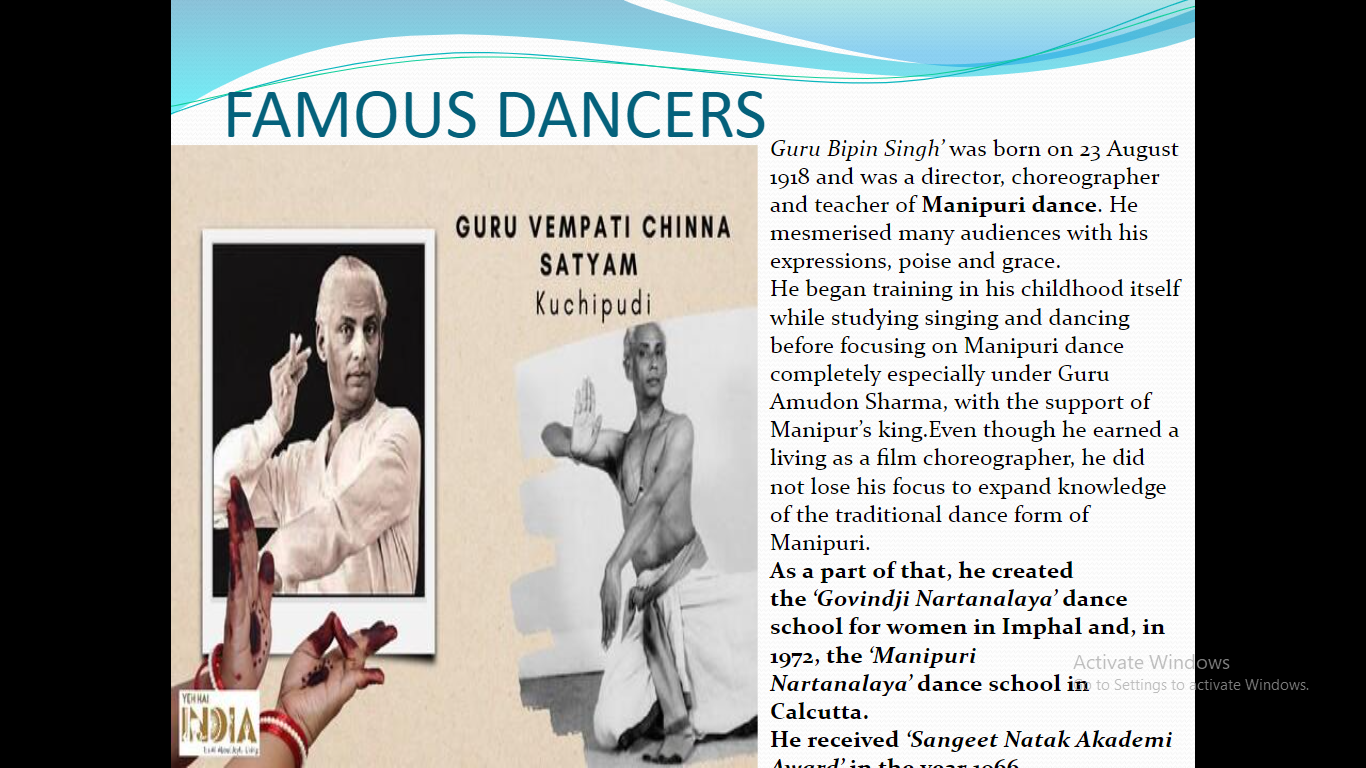 FAMOUS DANCERS
GURU VEMPATI CHINNA
SATYAM
Kuchipudi
YEH HAI
INDIA
Guru Bipin Singh’ was born on 23 August
1918 and was a director, choreographer
and teacher of Manipuri dance. He
mesmerised many audiences with his
expressions, poise and grace.
He began training in his childhood itself
while studying singing and dancing
before focusing on Manipuri dance
completely especially under Guru
Amudon Sharma, with the support of
Manipur’s king.Even though he earned a
living as a film choreographer, he did
not lose his focus to expand knowledge
of the traditional dance form of
Manipuri.
As a part of that, he created
the ‘Govindji Nartanalaya’ dance
school for women in Imphal and, in
1972, the ‘Manipuri
Nartanalaya’ dance school in
Calcutta.
He received ‘Sangeet Natak Akademi
Award’ in the year 1966
Activate Windows
Go to Settings to activate Windows.